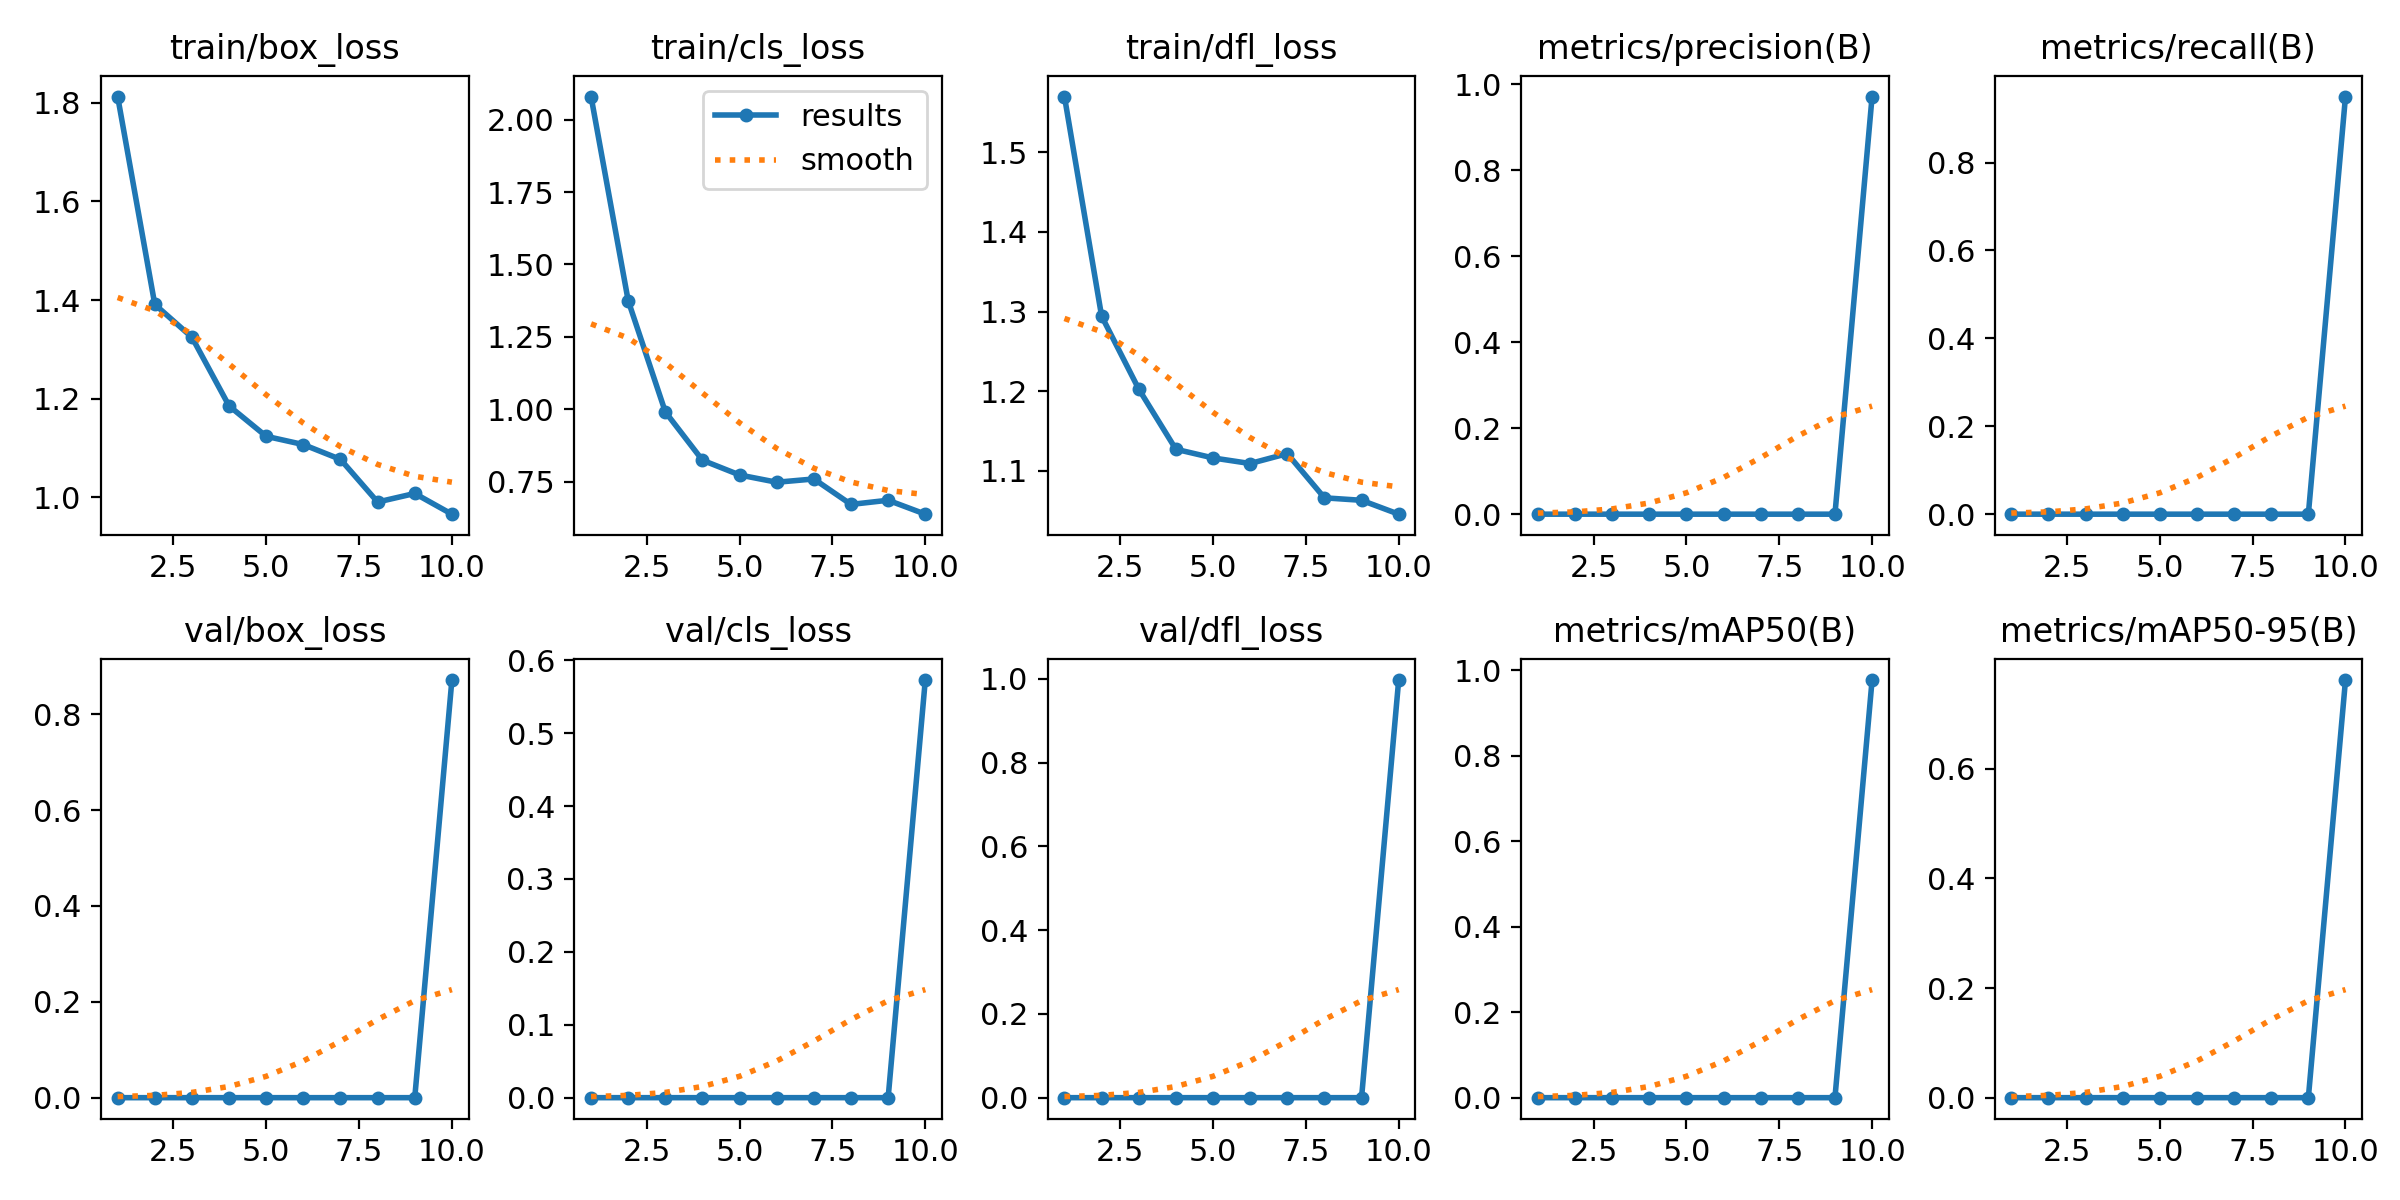 train/box_loss
1.8
1.6
1.4
1.2
1.0
2.5 5.0 7.5 10.0
train/cls_loss
results
smooth
2.00
1.75
1.50
1.25
1.00
0.75
2.5 5.0 7.5 10.0
train/dfl_loss
1.5
1.4
1.3
1.2
1.1
2.5 5.0 7.5 10.0
metrics/precision(B)
1.0
0.8
0.6
0.4
0.2
0.0
2.5 5.0 7.5 10.0
metrics/recall(B)
0.8
0.6
0.4
0.2
0.0
2.5 5.0 7.5 10.0
val/box_loss
0.8
0.6
0.4
0.2
0.0
2.5 5.0 7.5 10.0
val/cls_loss
0.6
0.5
0.4
0.3
0.2
0.1
0.0
2.5 5.0 7.5 10.0
val/dfl_loss
1.0
0.8
0.6
0.4
0.2
0.0
2.5 5.0 7.5 10.0
metrics/mAP50(B)
1.0
0.8
0.6
0.4
0.2
0.0
2.5 5.0 7.5 10.0
metrics/mAP50-95(B)
0.6
0.4
0.2
0.0
2.5 5.0 7.5 10.0